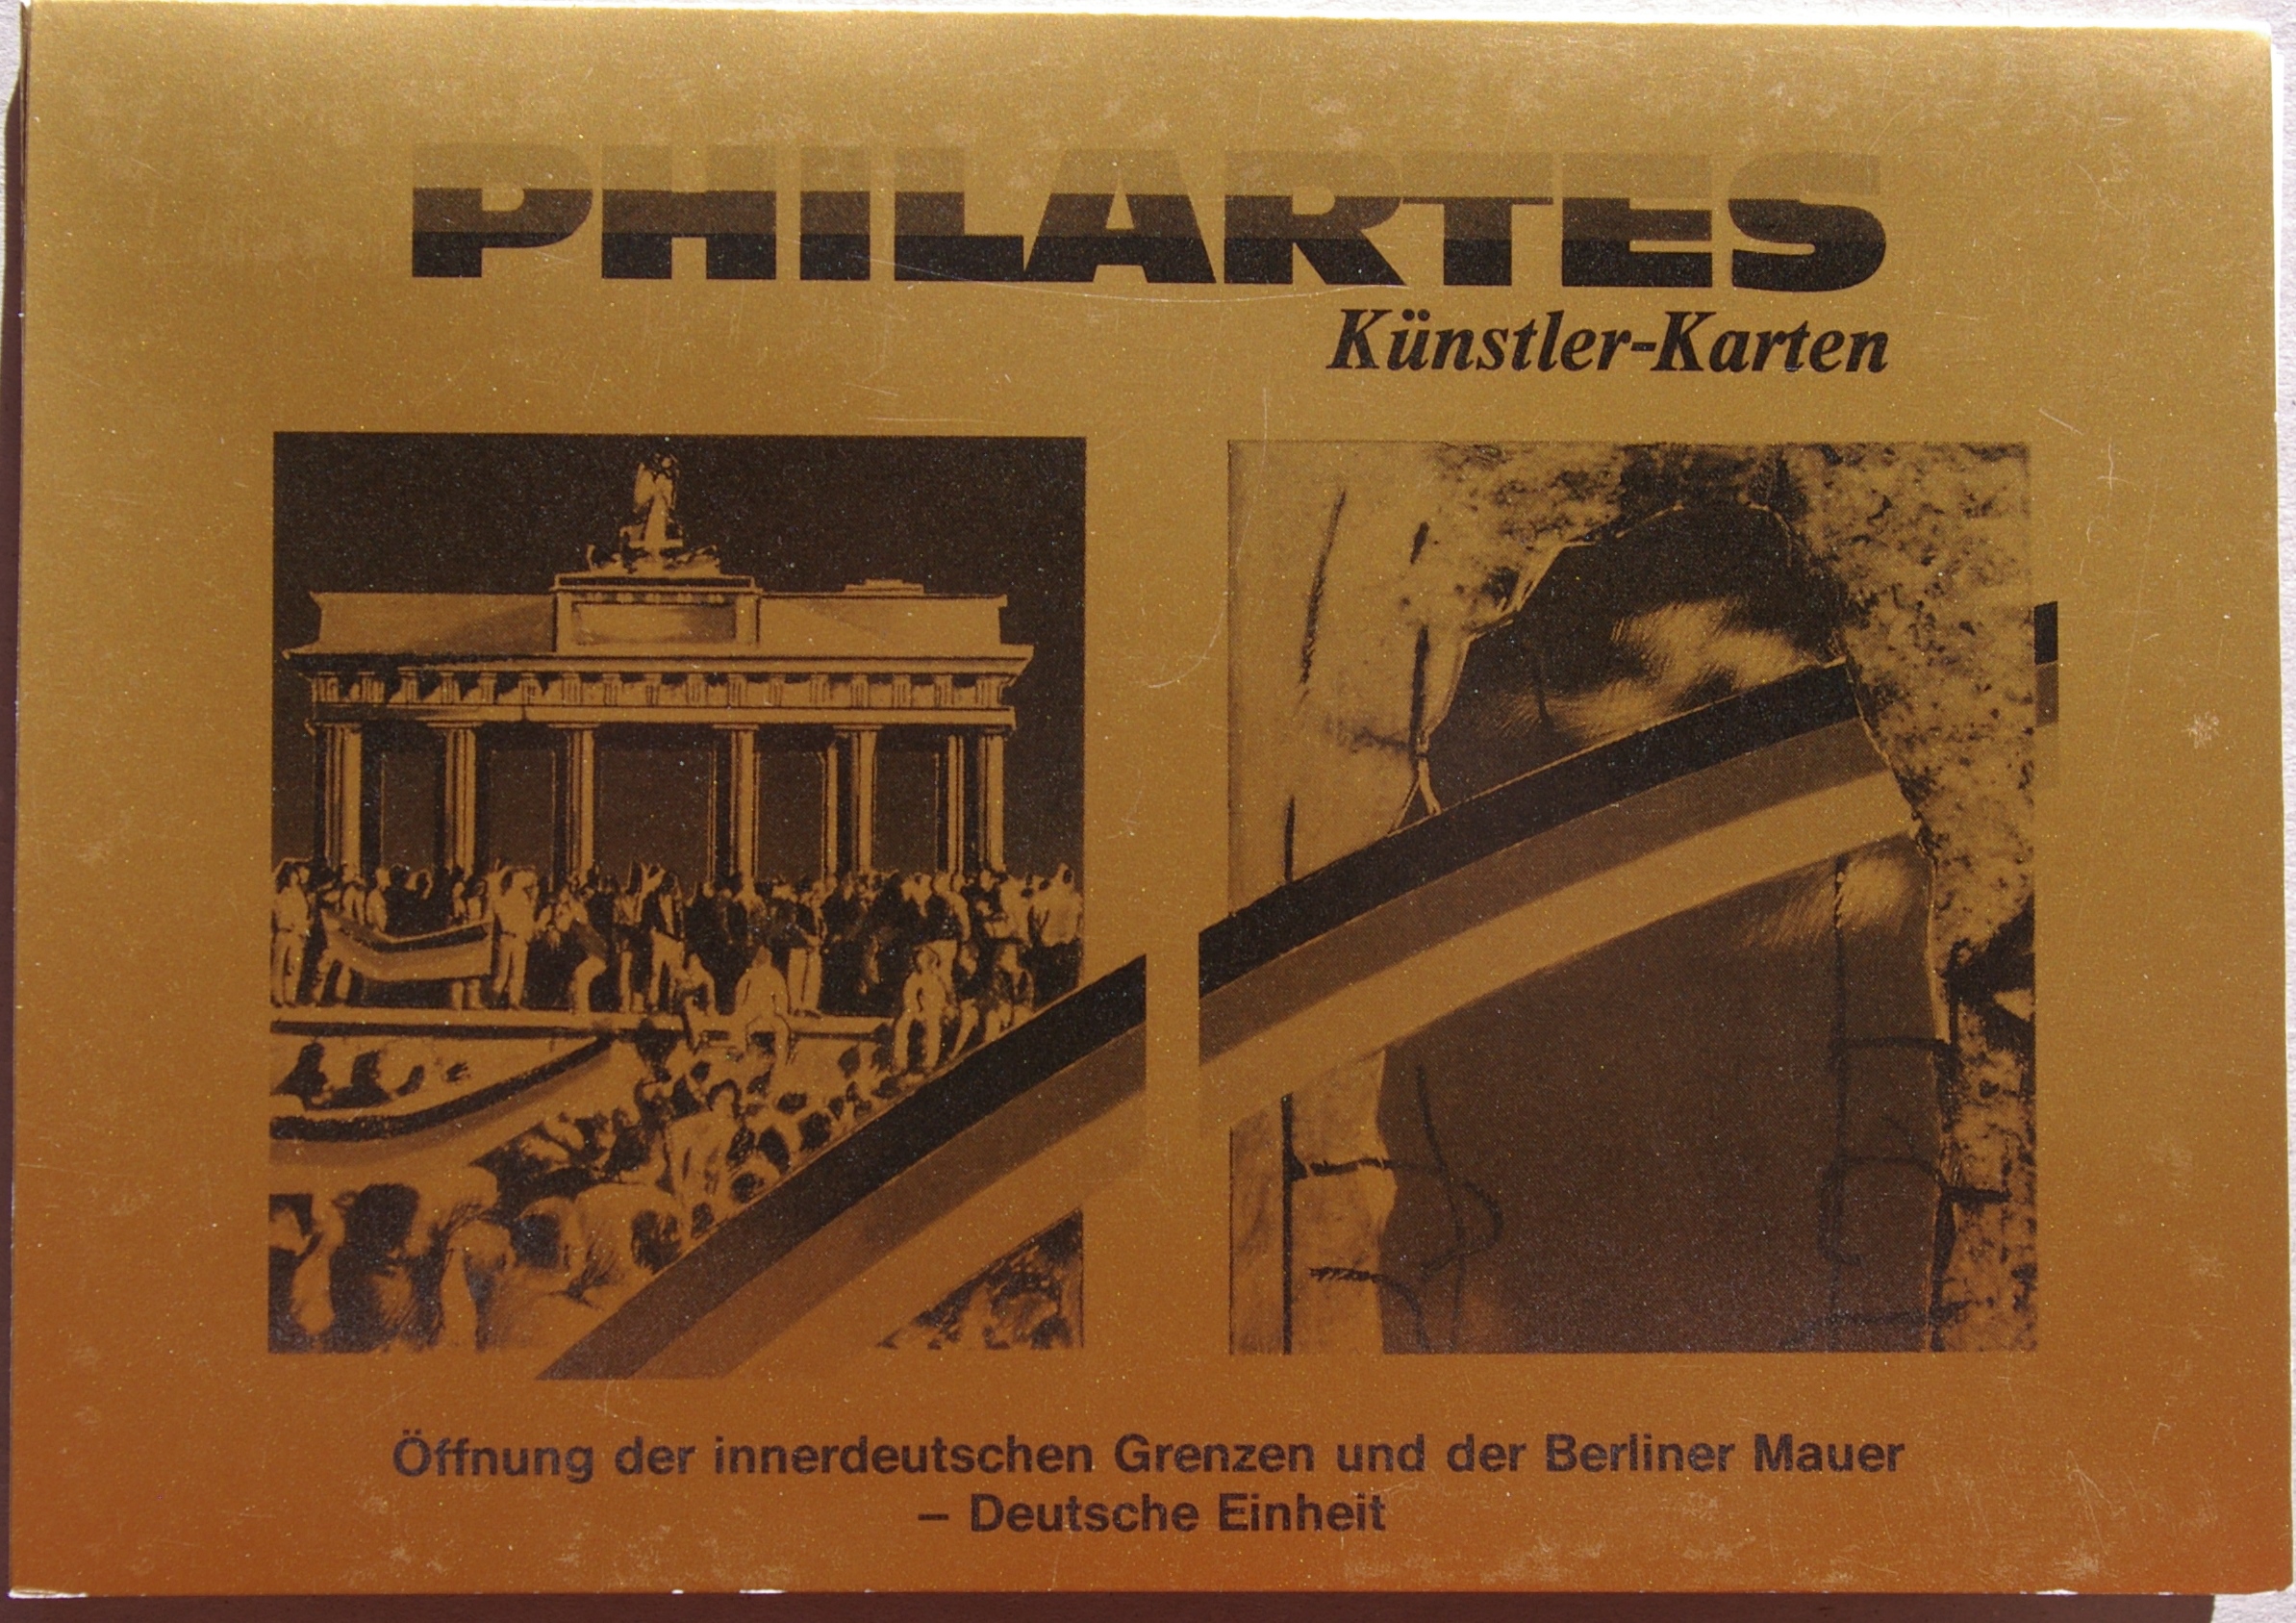 PHILARTES
Künstler-Karten
Öffnung der innerdeutschen Grenzen und der Berliner Mauer
– Deutsche Einheit